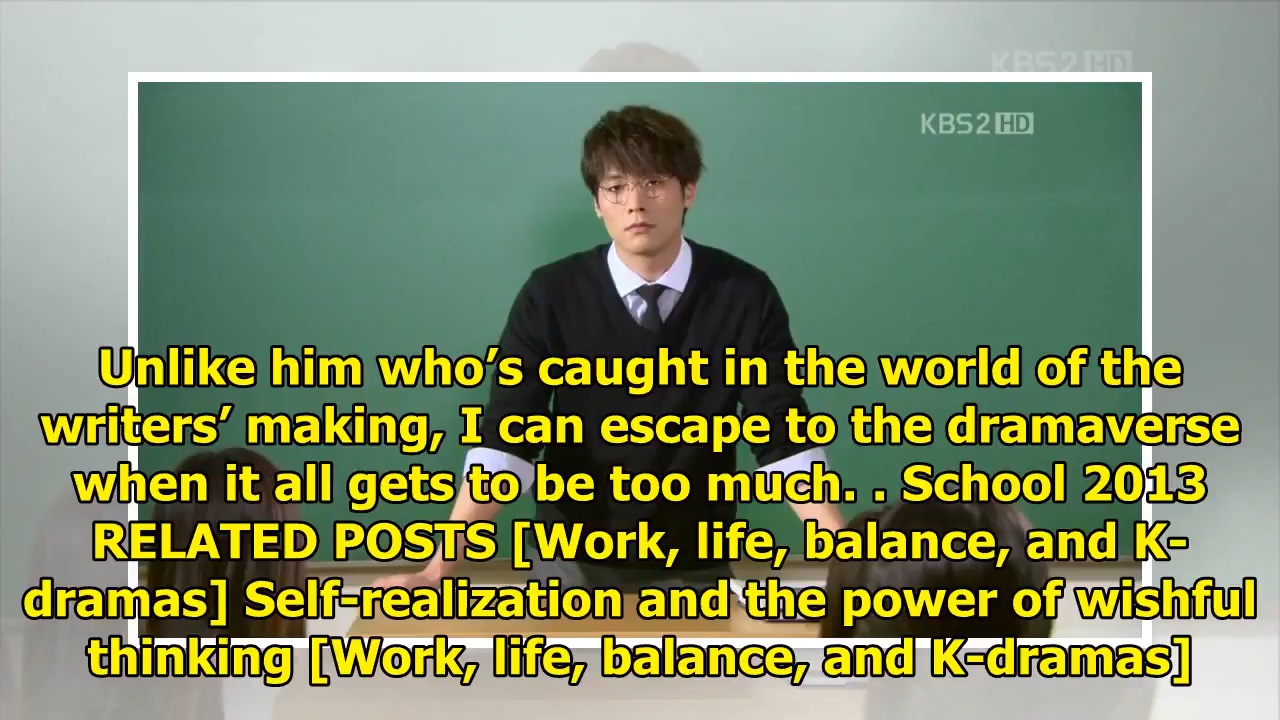 KBS2 HD
KBS2 HD
Unlike him who’s caught in the world of the
writers’ making, I can escape to the dramaverse
when it all gets to be too much. . School 2013
RELATED POSTS [Work, life, balance, and K-
dramas] Self-realization and the power of wishful
thinking [Work, life, balance, and K-dramas]